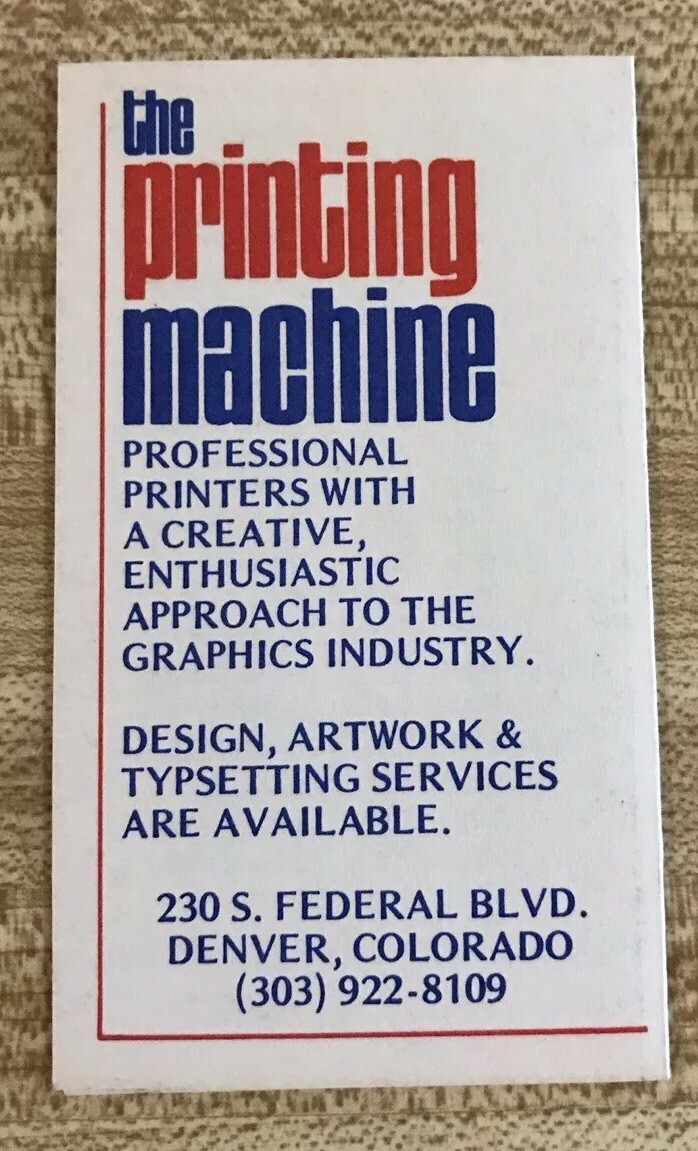 the
printing
machine
PROFESSIONAL
PRINTERS WITH
A CREATIVE,
ENTHUSIASTIC
APPROACH TO THE
GRAPHICS INDUSTRY.
DESIGN, ARTWORK &
TYPSETTING SERVICES
ARE AVAILABLE.
230 S. FEDERAL BLVD.
DENVER, COLORADO
(303) 922-8109